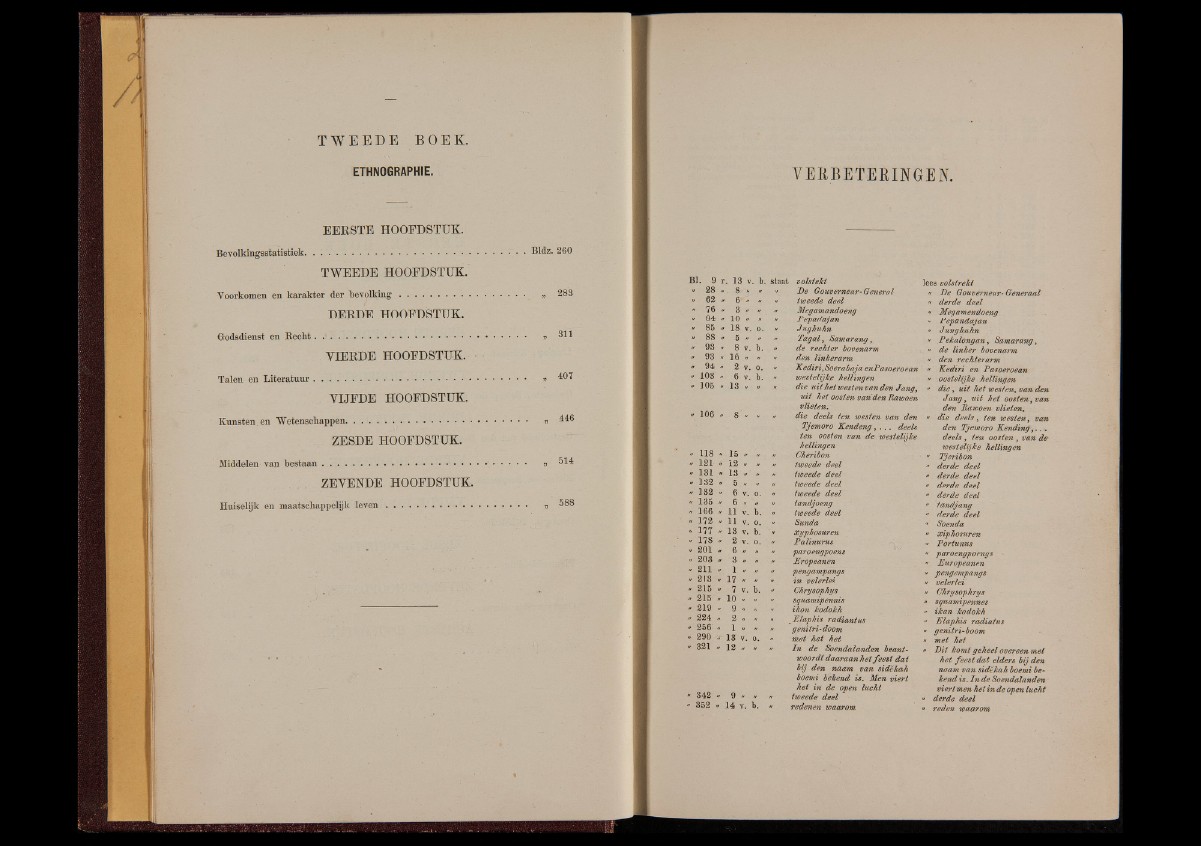 TWEEDE BOEK.
ETHNOGRAPHIE.
EERSTE HOOFDSTUK.
Bevolkingsstatistiek. . . . . . . . . . . . . . . . . . . . . . . . . . . Bldz. 260
TWEEDE HOOFDSTUK.
Voorkomen en karakter der bevolking . . . . . . . . . . . . . . . . . „ 283
DERDE HOOFDSTUK.
Godsdienst en Recht . . . . . . . . . . . . . . . . . . . . . . . . . . „ 311
VIERDE HOOFDSTUK.
Talen en Literatuur . . . . . . . . . . . . . . . . . . . . . . . . . . „ 407
VIJFDE HOOFDSTUK.
Kunsten en Wetenschappen. . . . . . . . . . . . . . . . . . . . . . . „ 446
ZESDE HOOFDSTUK.
Middelen van bestaan . . . . . . . . . . . . . . . . . . . . . . . . . „ 514
ZEVENDE HOOFDSTUK.
Huiselijk en maatschappelijk leven . . . . . . . . . . . . . . . . . . „ 588
VERBETERINGEN.
Bl. 9 r. 13 v. b. staat volstekt lees volstrekt
" 28 " 8 " " " De Gouverneur-General " De Gouverneur-Generaal
" 62 " 6 " " " tweede deel " derde deel
" 76 " 3 " " " Megamandoeng " Megamendoeng
" 64 " 10 " " " Pepadajan " Pepandajan
" 85 " 18 v. o. " Jughuhn " Junghuhn
" 88 " 5 " " " Tagal, Samarang, " Pekalongan, Samarang,
" 93 " 8 v. b. " de rechter bovenarm " de linker bovenarm
" 93 " 16 " " " den linkerarm " den rechterarm
" 94 " 2 v. o. " Kediri, Soerabaja en Pasoeroean " Kediri en Pasoeroean
" 103 " 6 v. b. " westelijke hellingen " oostelijke hellingen
" 105 " 13 " " " die uit het westen van den Jang, " die, uit het westen, van den
uit het oosten van den Rawoen Jang, uit het oosten, van
vlieten. den Rawoen vlieten.
" 106 " 8 " " " die deels ten westen van den " die deels, ten westen, van
Tjemoro Kendeng, ... deels den Tjemoro Kending, ...
ten oosten van de westelijke deels, ten oosten, van de
hellingen westelijke hellingen
" 118 " 15 " " " Cheribon " Tjeribon
" 121 " 12 " " " tweede deel " derde deel
" 131 " 13 " " " tweede deel " derde deel
" 132 " 5 " " " tweede deel " derde deel
" 132 " 6 v. o. " tweede deel " derde deel
" 135 " 6 " " " tandjoeng " tandjang
" 166 " 11 v. b. " tweede deel " derde deel
" 172 " 11 v. o. " Sunda " Soenda
" 177 " 13 v. b. " xyphosuren " xiphosuren
" 178 " 2 v. o. " Palinurus " Portunus
" 201 " 6 " " " paroengpoens " paroengpoengs
" 203 " 3 " " " Eropeanen " Europeanen
" 211 " 1 " " " pengampangs " pengempangs
" 213 " 17 " " " in velerlei " velerlei
" 215 " 7 v. b. " Chrysophys " Chrysophrys
" 215 " 10 " " " squamipennis " squamipennes
" 219 " 9 " " " ikan kodokh " ikan kadokh
" 224 " 2 " " " Elaphis radiantus " Elaphis radiatus
" 256 " 1 " " " genitri-doom " genitri-boom
" 290 " 13 v. o. " met hat het " met het
" 321 " 12 " " " In de Soendalanden beant- " Dit komt geheel overeen met
woordt daaraan het feest dat het feest dat elders bij den
bij den naam van sidĕkah naam van sidĕkah boemi be-
boemi bekend is. Men viert kend is. In de Soendalanden
het in de open lucht viert men het in de open lucht
" 342 " 9 " " " tweede deel " derde deel
" 352 " 14 v. b. " redenen waarom " reden waarom